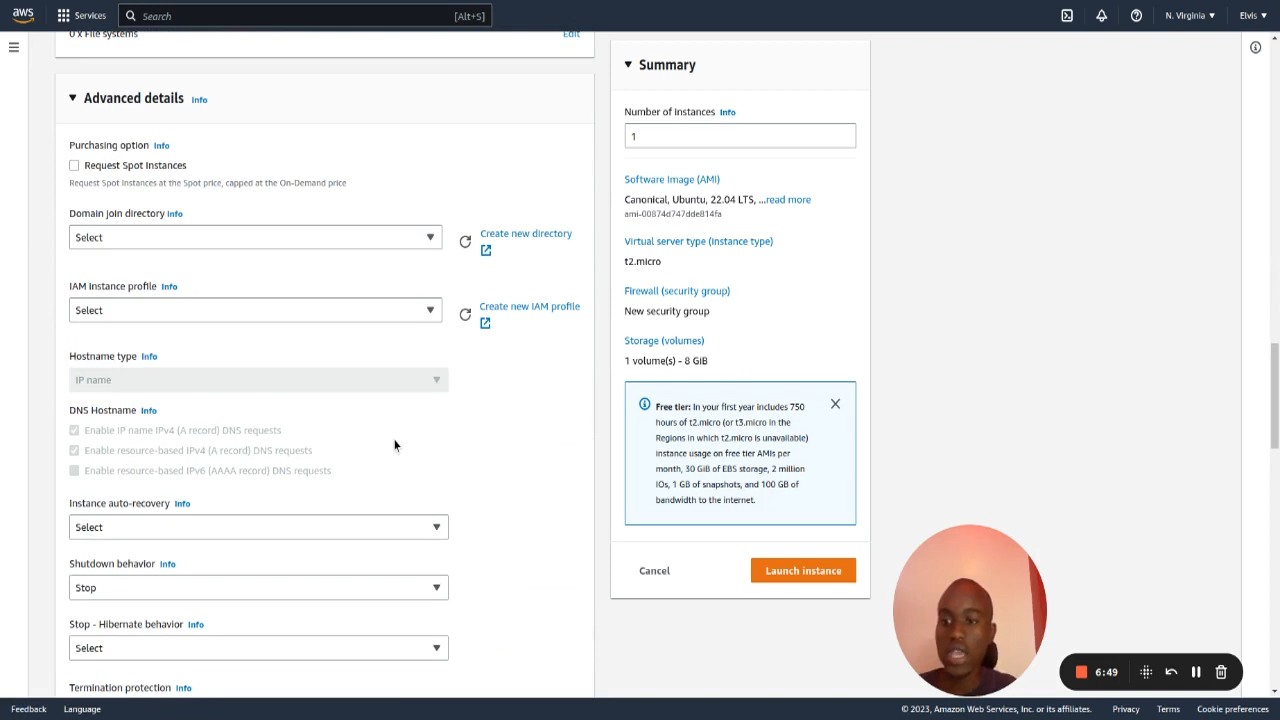 aws
Services
Search
[Alt+S]
N. Virginia
Elvis
0 x File systems
Edit
Advanced details Info
Purchasing option Info
Request Spot Instances
Request Spot Instances at the Spot price, capped at the On-Demand price
Domain join directory Info
Select
Create new directory
IAM instance profile Info
Select
Create new IAM profile
Hostname type Info
IP name
DNS Hostname Info
Enable IP name IPv4 (A record) DNS requests
Enable resource-based IPv4 (A record) DNS requests
Enable resource-based IPv6 (AAAA record) DNS requests
Instance auto-recovery Info
Select
Shutdown behavior Info
Stop
Stop - Hibernate behavior Info
Select
Termination protection Info
Summary
Number of instances Info
1
Software Image (AMI)
Canonical, Ubuntu, 22.04 LTS, ...read more
ami-00874d747dde814fa
Virtual server type (instance type)
t2.micro
Firewall (security group)
New security group
Storage (volumes)
1 volume(s) - 8 GiB
Free tier: In your first year includes 750
hours of t2.micro (or t3.micro in the
Regions in which t2.micro is unavailable)
instance usage on free tier AMIs per
month, 30 GiB of EBS storage, 2 million
IOs, 1 GB of snapshots, and 100 GB of
bandwidth to the internet.
Cancel
Launch instance
6:49
Feedback
Language
© 2023, Amazon Web Services, Inc. or its affiliates.
Privacy
Terms
Cookie preferences